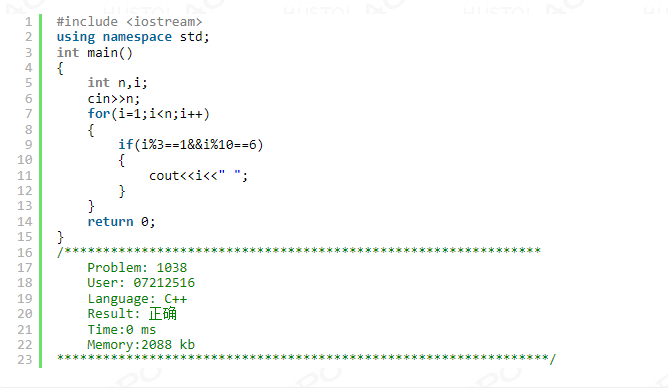 1 #include <iostream>
2 using namespace std;
3 int main()
4 {
5     int n,i;
6     cin>>n;
7     for(i=1;i<n;i++)
8     {
9         if(i%3==1&&i%10==6)
10         {
11             cout<<i<<" ";
12         }
13     }
14     return 0;
15 }
16 /**************************************************************
17     Problem: 1038
18     User: 07212516
19     Language: C++
20     Result: 正确
21     Time:0 ms
22     Memory:2088 kb
23 ****************************************************************/